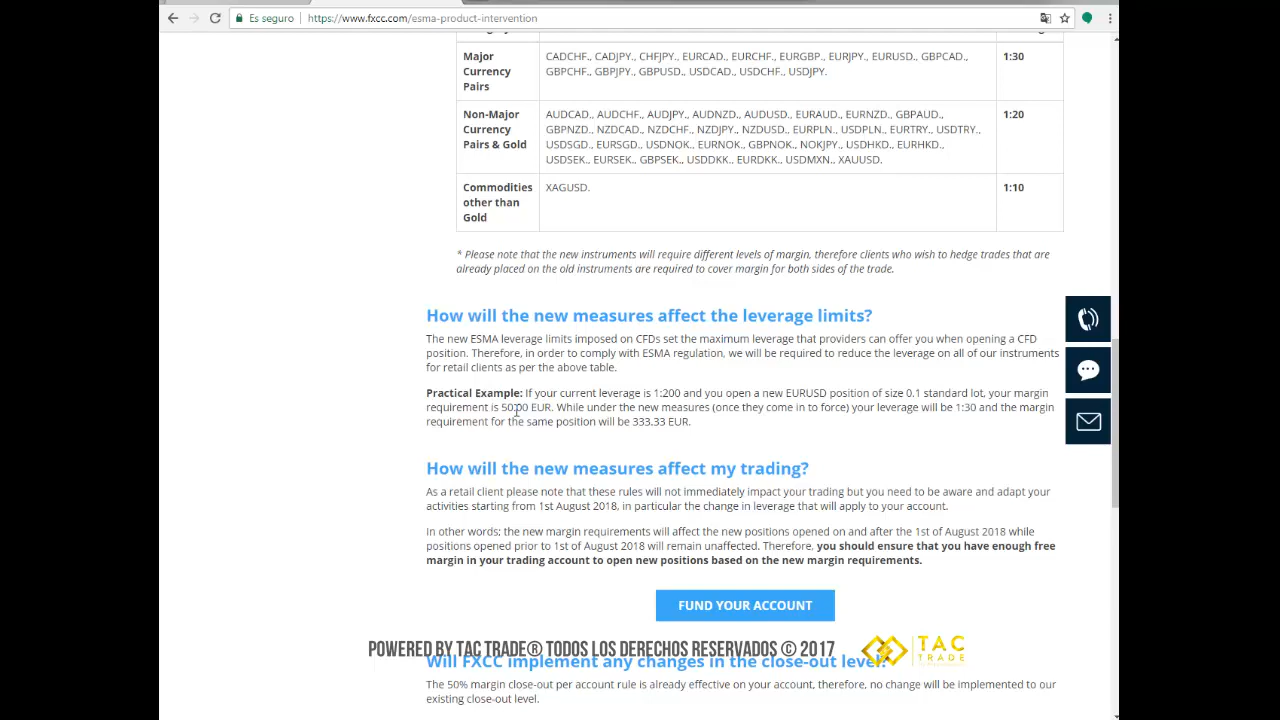 Es seguro
https://www.fxcc.com/esma-product-intervention
Major
Currency
Pairs
CADCHF., CADJPY., CHFJPY., EURCAD., EURCHF., EURGBP., EURJPY., EURUSD., GBPCAD.,
GBPCHF., GBPJPY., GBPUSD., USDCAD., USDCHF., USDJPY.
1:30
Non-Major
Currency
Pairs & Gold
AUDCAD., AUDCHF., AUDJPY., AUDNZD., AUDUSD., EURAUD., EURNZD., GBPAUD.,
GBPNZD., NZDCAD., NZDCHF., NZDJPY., NZDUSD., EURPLN., USDPLN., EURTRY., USDTRY.,
USDSGD., EURSGD., USDNOK., EURNOK., GBPNOK., NOKJPY., USDHKD., EURHKD.,
USDSEK., EURSEK., GBPSEK., USDDKK., EURDKK., USDMXN., XAUUSD.
1:20
Commodities
other than
Gold
XAGUSD.
1:10
* Please note that the new instruments will require different levels of margin, therefore clients who wish to hedge trades that are
already placed on the old instruments are required to cover margin for both sides of the trade.
How will the new measures affect the leverage limits?
The new ESMA leverage limits imposed on CFDs set the maximum leverage that providers can offer you when opening a CFD
position. Therefore, in order to comply with ESMA regulation, we will be required to reduce the leverage on all of our instruments
for retail clients as per the above table.
Practical Example: If your current leverage is 1:200 and you open a new EURUSD position of size 0.1 standard lot, your margin
requirement is 50.00 EUR. While under the new measures (once they come in to force) your leverage will be 1:30 and the margin
requirement for the same position will be 333.33 EUR.
How will the new measures affect my trading?
As a retail client please note that these rules will not immediately impact your trading but you need to be aware and adapt your
activities starting from 1st August 2018, in particular the change in leverage that will apply to your account.
In other words: the new margin requirements will affect the new positions opened on and after the 1st of August 2018 while
positions opened prior to 1st of August 2018 will remain unaffected. Therefore, you should ensure that you have enough free
margin in your trading account to open new positions based on the new margin requirements.
FUND YOUR ACCOUNT
POWERED BY TAC TRADE® TODOS LOS DERECHOS RESERVADOS © 2017
TAC
TRADE
Will FXCC implement any changes in the close-out level?
The 50% margin close-out per account rule is already effective on your account, therefore, no change will be implemented to our
existing close-out level.